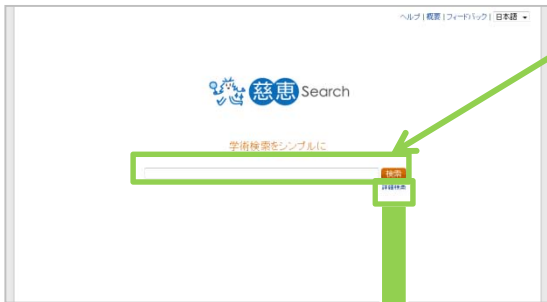 ヘルプ | 概要 | フィードバック | 日本語
慈恵 Search
学術検索をシンプルに
検索
詳細検索